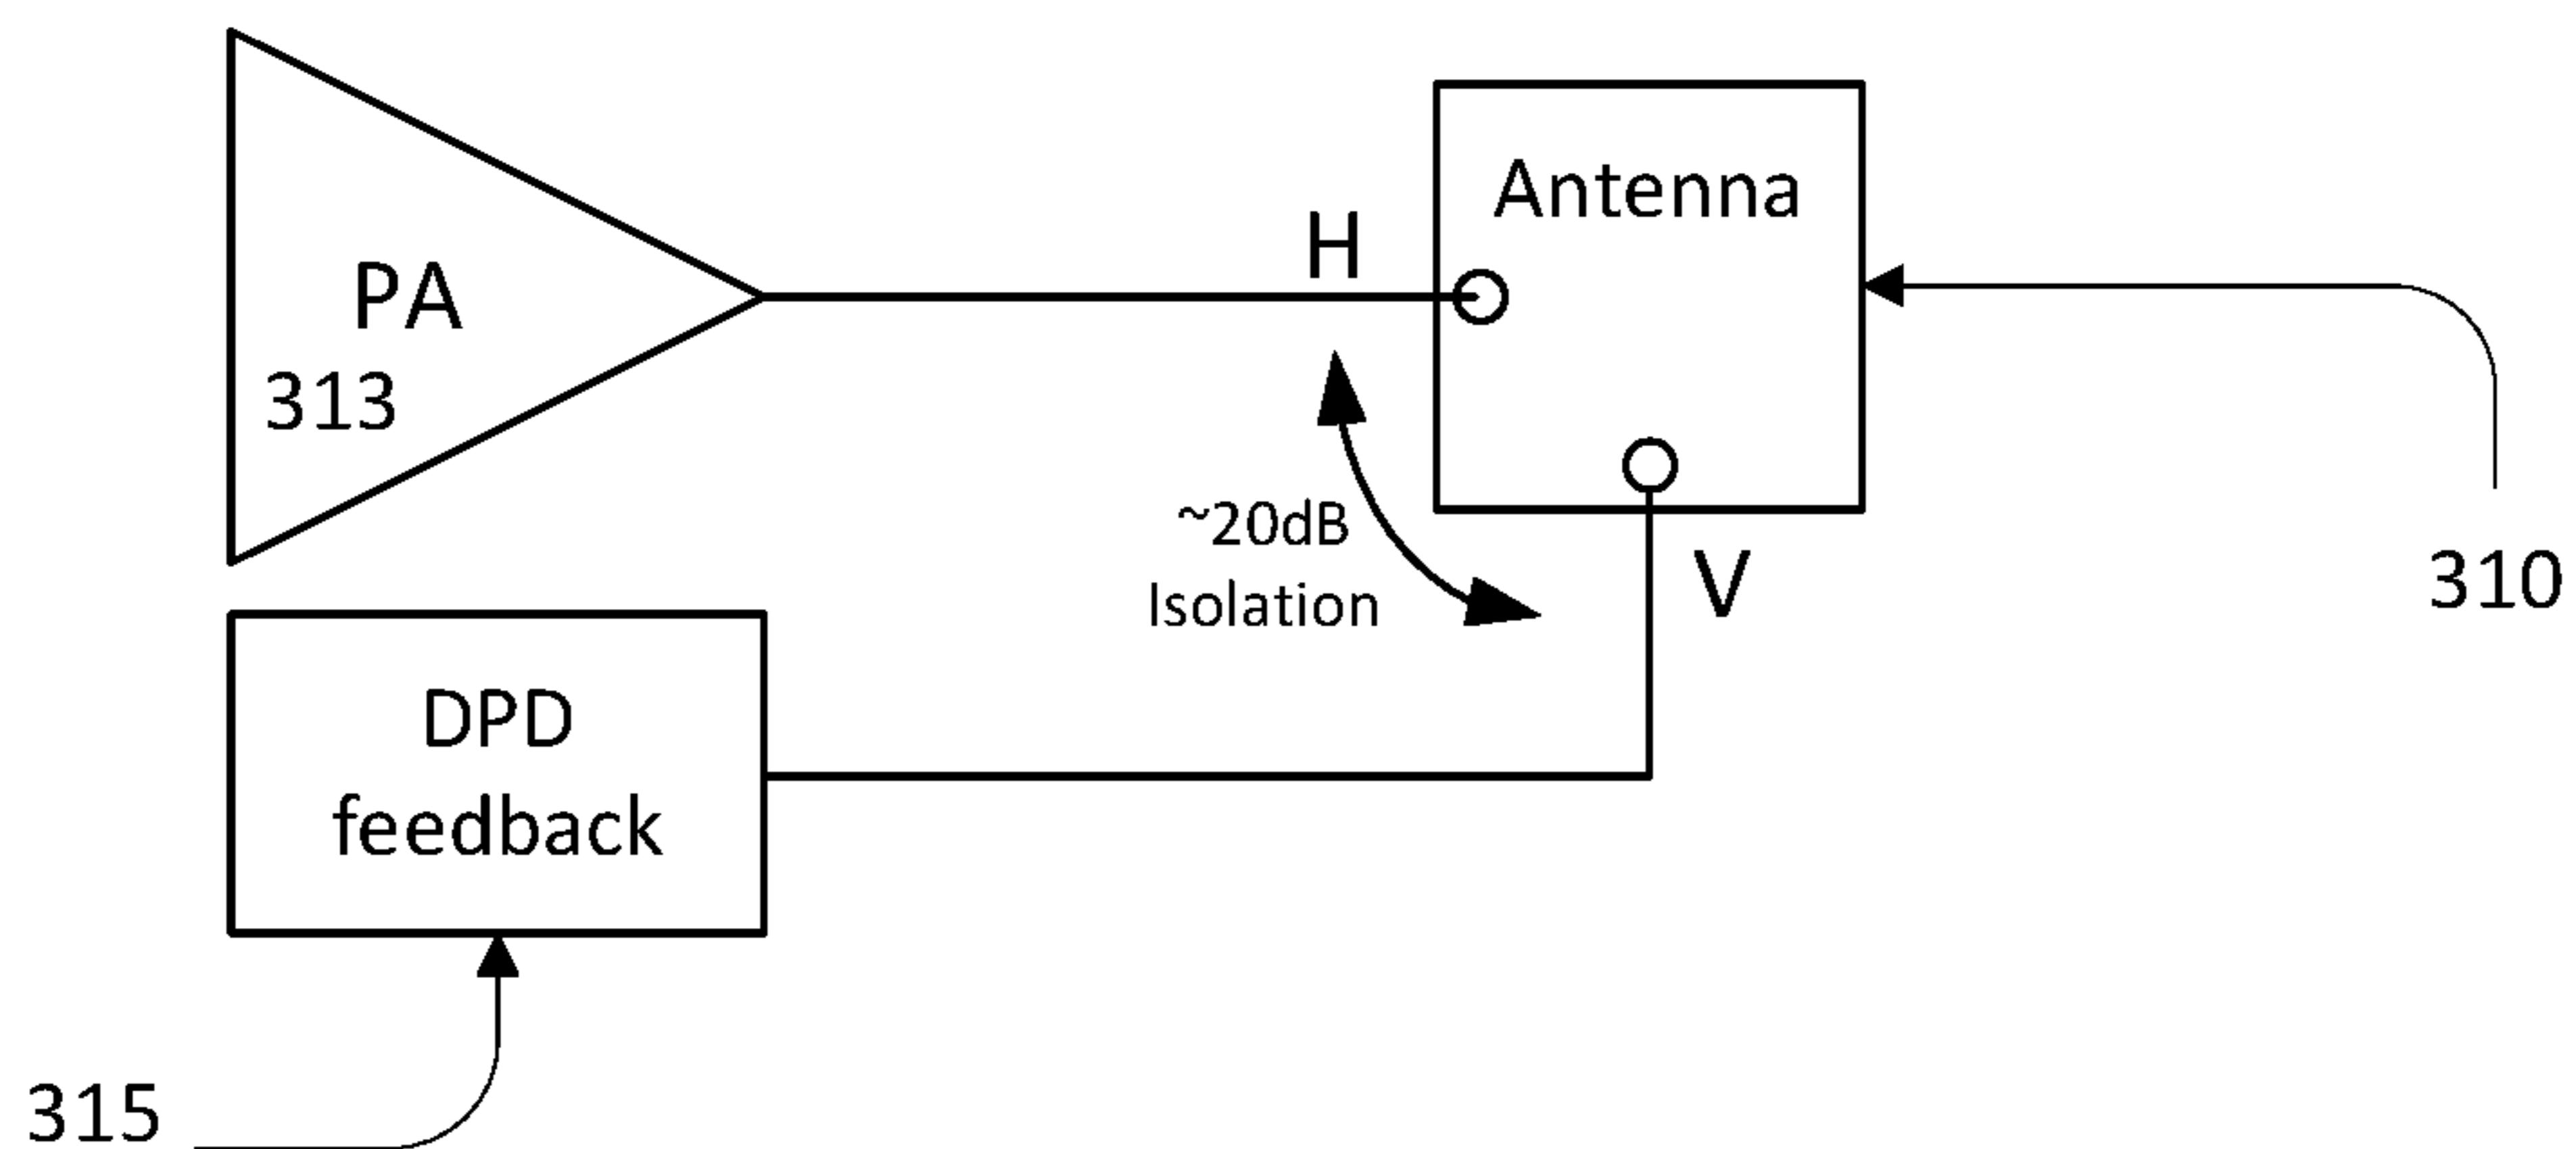 PA
313
H
Antenna
~20dB
Isolation
V
310
DPD
feedback
315